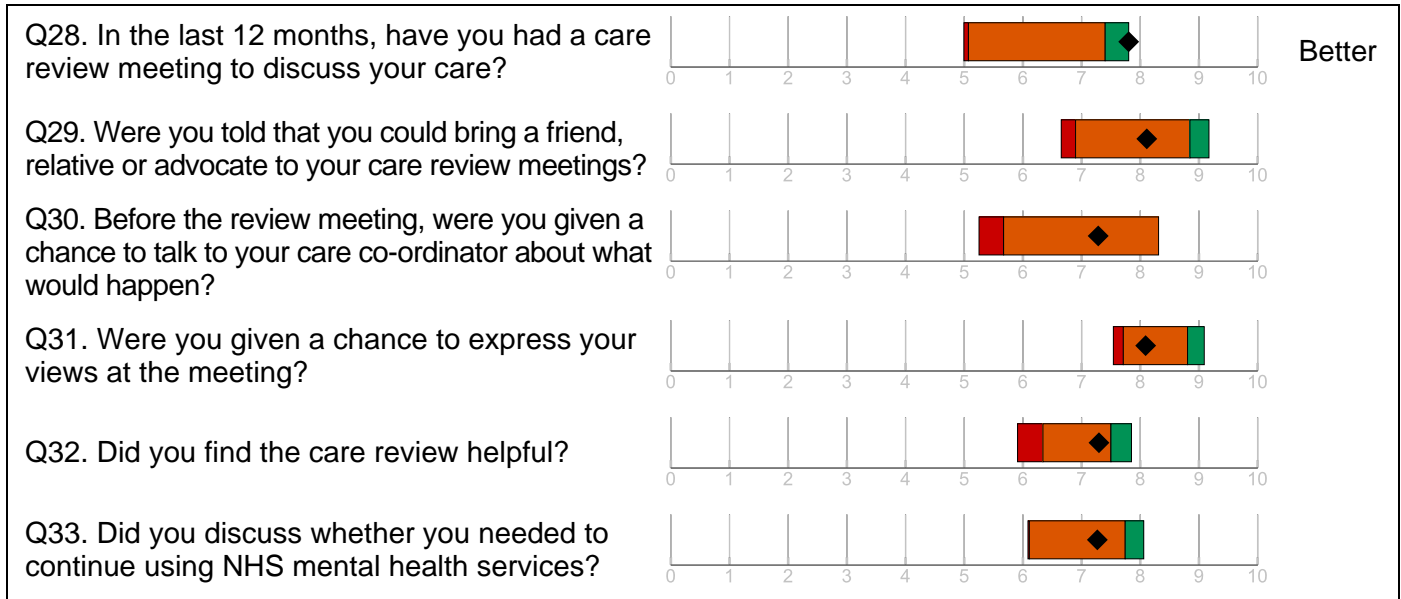 Q28. In the last 12 months, have you had a care
review meeting to discuss your care?
0 1 2 3 4 5 6 7 8 9 10
Better
Q29. Were you told that you could bring a friend,
relative or advocate to your care review meetings?
0 1 2 3 4 5 6 7 8 9 10
Q30. Before the review meeting, were you given a
chance to talk to your care co-ordinator about what
would happen?
0 1 2 3 4 5 6 7 8 9 10
Q31. Were you given a chance to express your
views at the meeting?
0 1 2 3 4 5 6 7 8 9 10
Q32. Did you find the care review helpful?
0 1 2 3 4 5 6 7 8 9 10
Q33. Did you discuss whether you needed to
continue using NHS mental health services?
0 1 2 3 4 5 6 7 8 9 10